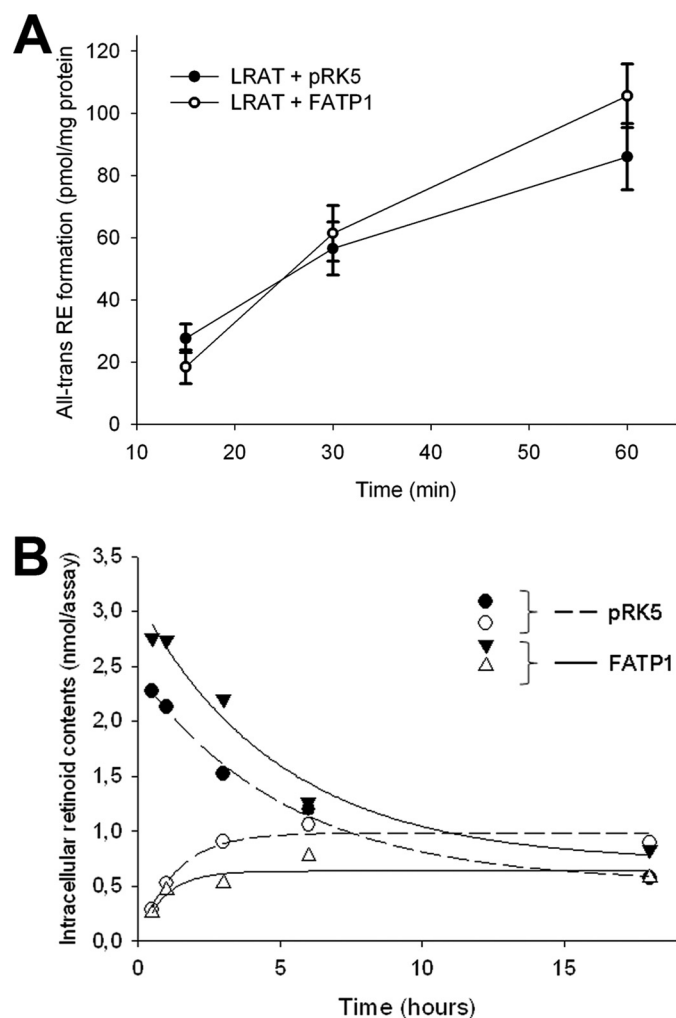 A
All-trans RE formation (pmol/mg protein)
120
100
80
60
40
20
0
LRAT + pRK5
LRAT + FATP1
10 20 30 40 50 60
Time (min)
B
Intracellular retinoid contents (nmol/assay)
3,5
3,0
2,5
2,0
1,5
1,0
0,5
0,0
pRK5
FATP1
0 5 10 15
Time (hours)